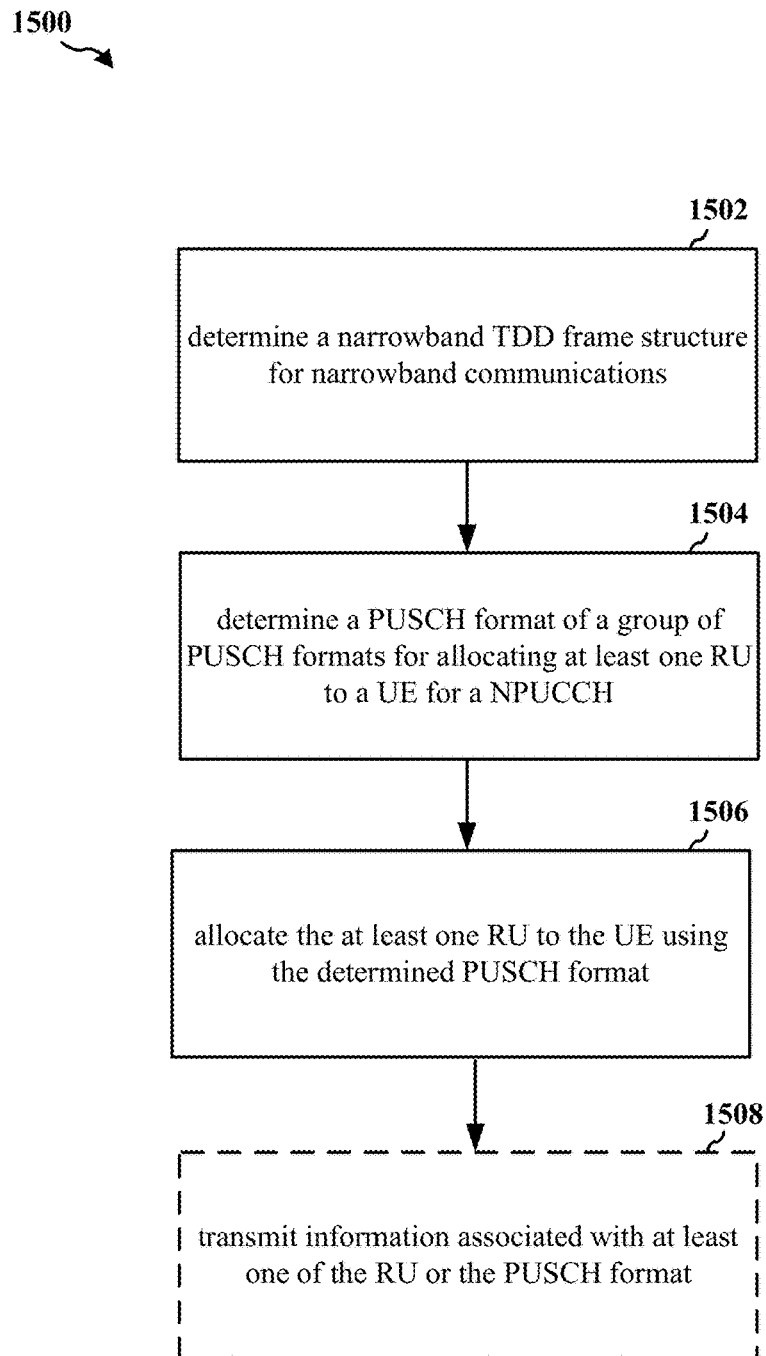 1500
1502
determine a narrowband TDD frame structure
for narrowband communications
1504
determine a PUSCH format of a group of
PUSCH formats for allocating at least one RU
to a UE for a NPUCCH
1506
allocate the at least one RU to the UE using
the determined PUSCH format
1508
transmit information associated with at least
one of the RU or the PUSCH format